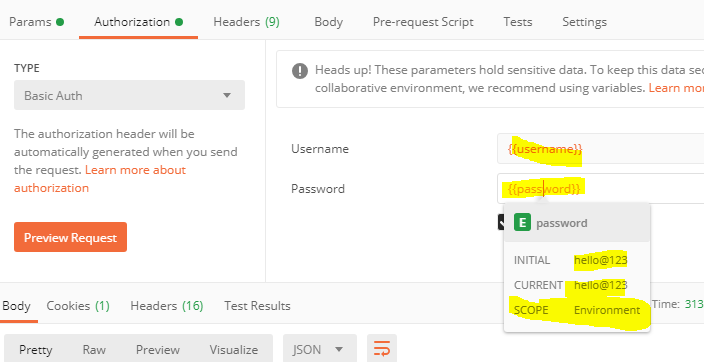 Params Authorization Headers (9) Body Pre-request Script Tests Settings
TYPE
Basic Auth
The authorization header will be
automatically generated when you
send the request. Learn more about
authorization
Preview Request
Heads up! These parameters hold sensitive data. To keep this data
collaborative environment, we recommend using variables. Learn
Username {{username}}
Password {{password}}
E password
INITIAL hello@123
CURRENT hello@123
SCOPE Environment
Body Cookies (1) Headers (16) Test Results Time: 313
Pretty Raw Preview Visualize JSON